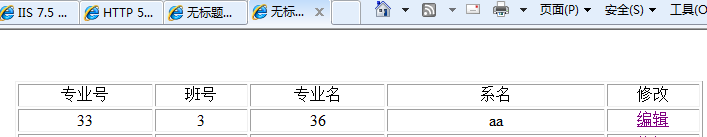 IIS 7.5 ... HTTP 5... 无标题... 无标... 页面(P) 安全(S) 工具(O
专业号 班号 专业名 系名 修改
33 3 36 aa 编辑